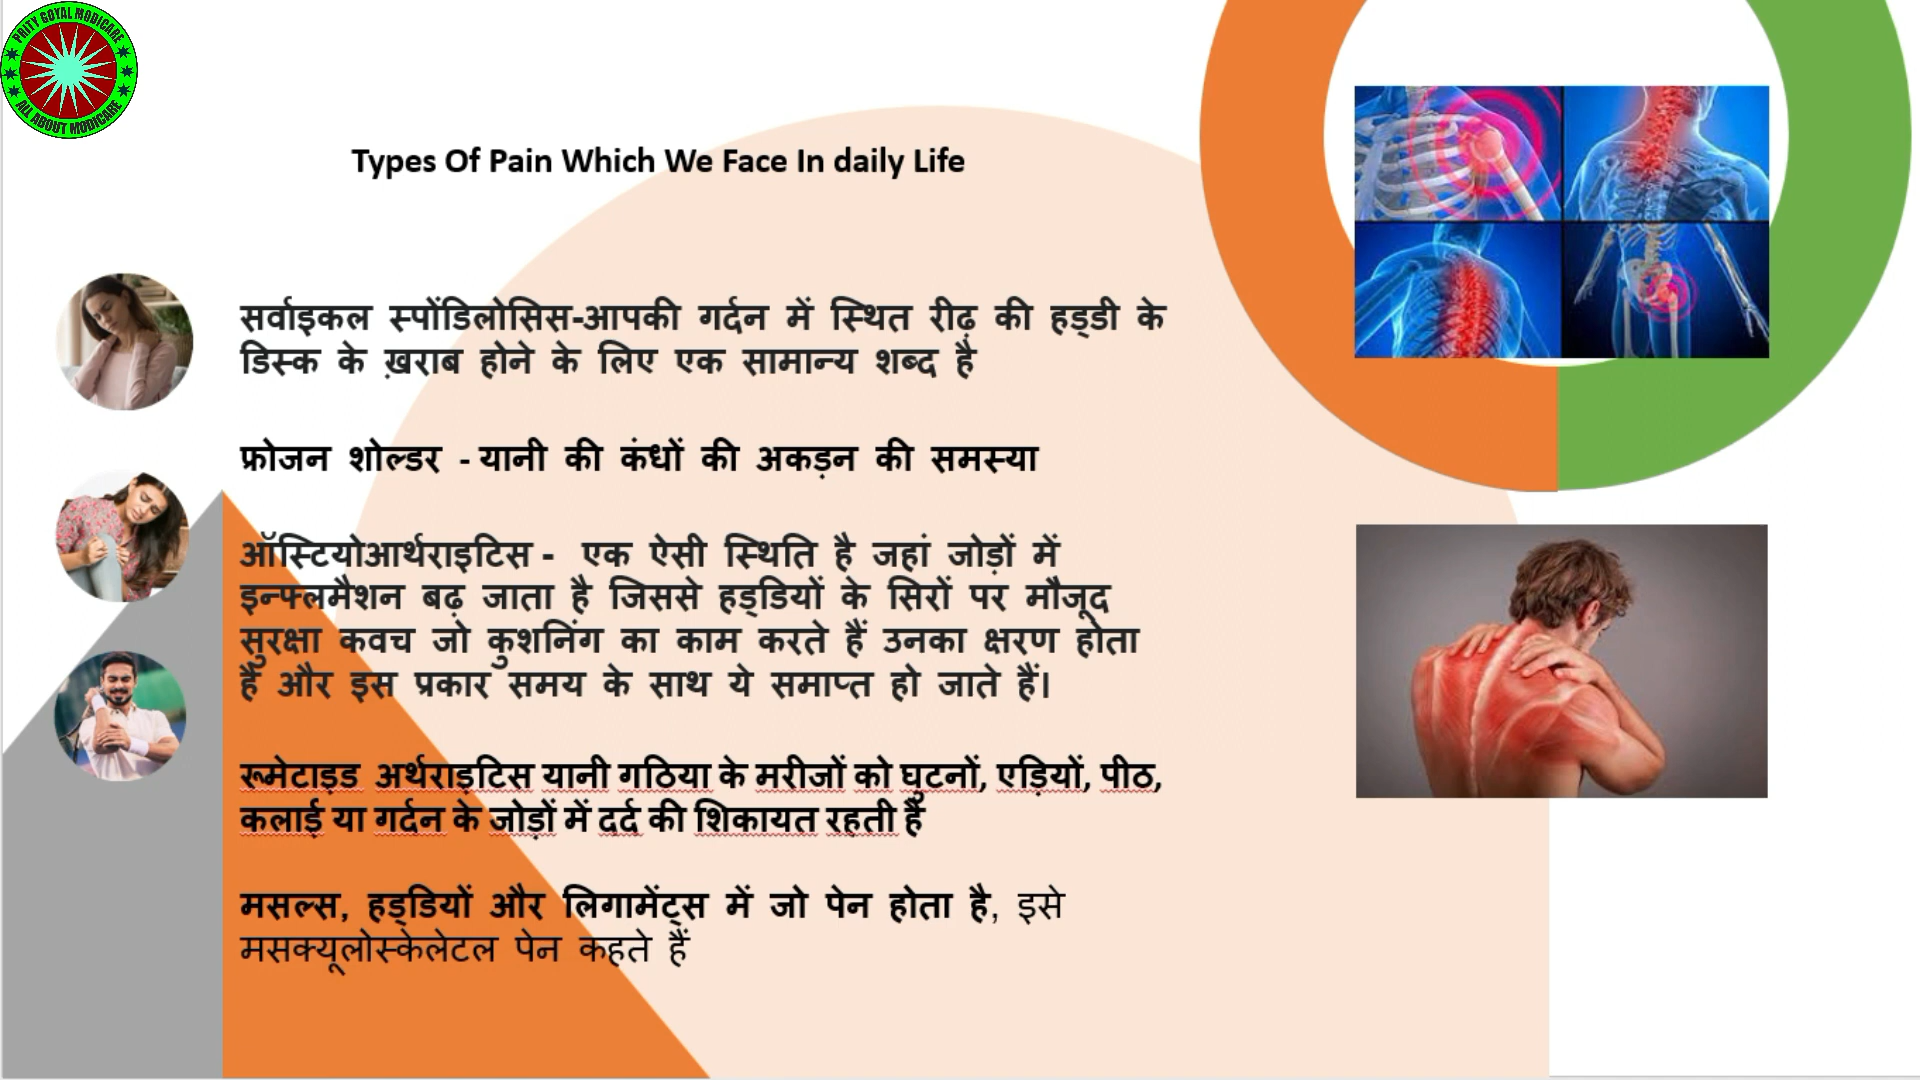 PRITY GOYAL MODICARE
ALL ABOUT MODICARE
Types Of Pain Which We Face In daily Life
सर्वाइकल स्पोंडिलोसिस-आपकी गर्दन में स्थित रीढ़ की हड्डी के
डिस्क के ख़राब होने के लिए एक सामान्य शब्द है
फ्रोजन शोल्डर - यानी की कंधों की अकड़न की समस्या
ऑस्टियोआर्थराइटिस - एक ऐसी स्थिति है जहां जोड़ों में
इन्फ्लमैशन बढ़ जाता है जिससे हड्डियों के सिरों पर मौजूद
सुरक्षा कवच जो कुशनिंग का काम करते हैं उनका क्षरण होता
है और इस प्रकार समय के साथ ये समाप्त हो जाते हैं।
रूमेटाइड अर्थराइटिस यानी गठिया के मरीजों को घुटनों, एड़ियों, पीठ,
कलाई या गर्दन के जोड़ों में दर्द की शिकायत रहती है
मसल्स, हड्डियों और लिगामेंट्स में जो पेन होता है, इसे
मसक्यूलोस्केलेटल पेन कहते हैं